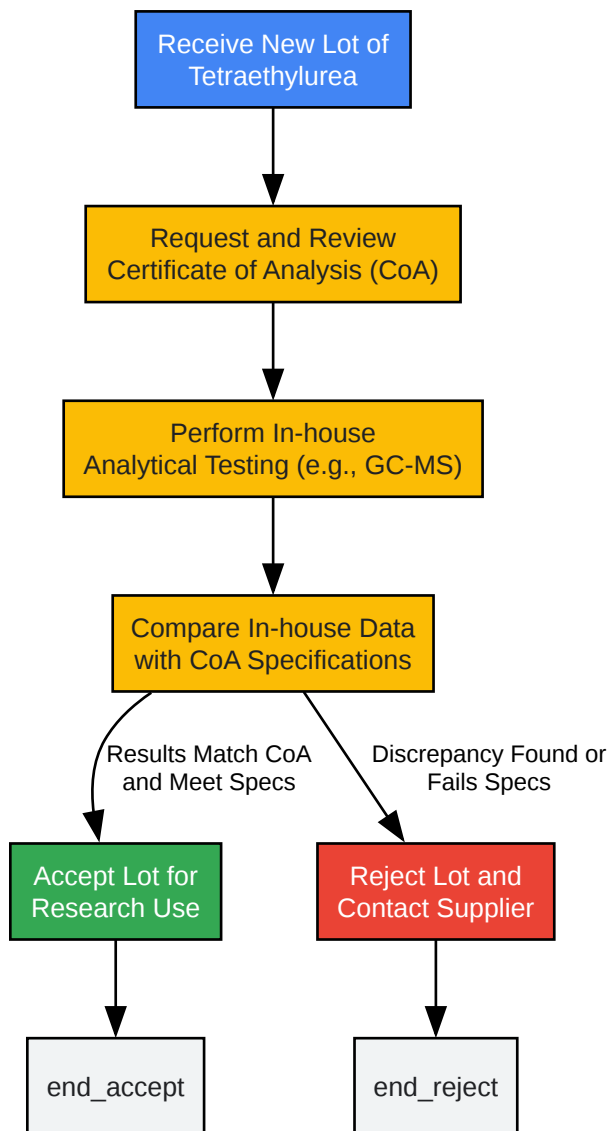 Receive New Lot of
Tetraethylurea
Request and Review
Certificate of Analysis (CoA)
Perform In-house
Analytical Testing (e.g., GC-MS)
Compare In-house Data
with CoA Specifications
Results Match CoA
and Meet Specs
Discrepancy Found or
Fails Specs
Accept Lot for
Research Use
Reject Lot and
Contact Supplier
end_accept
end_reject